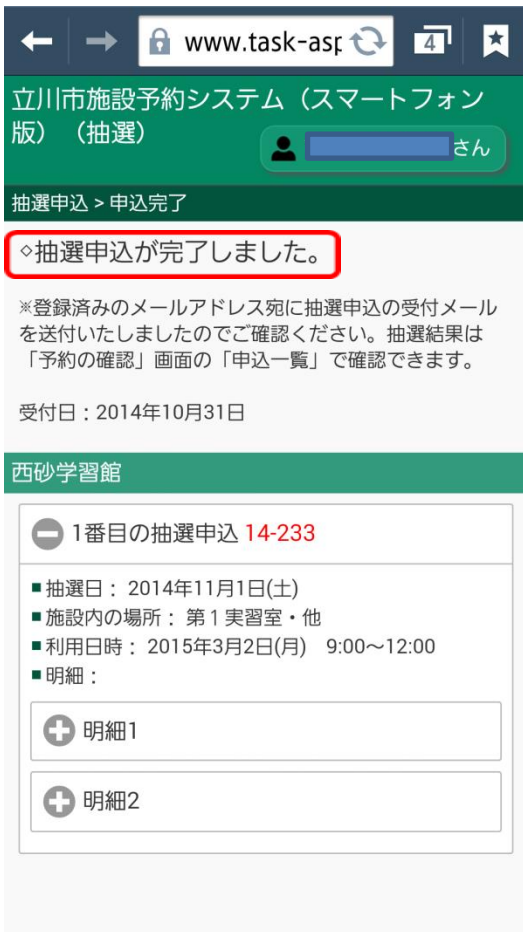 www.task-asp
4
立川市施設予約システム（スマートフォン
版）（抽選）
さん
抽選申込 > 申込完了
◇抽選申込が完了しました。
※登録済みのメールアドレス宛に抽選申込の受付メール
を送付いたしましたのでご確認ください。抽選結果は
「予約の確認」画面の「申込一覧」で確認できます。
受付日：2014年10月31日
西砂学習館
1番目の抽選申込 14-233
■抽選日： 2014年11月1日(土)
■施設内の場所： 第１実習室・他
■利用日時： 2015年3月2日(月) 9:00～12:00
■明細：
明細1
明細2